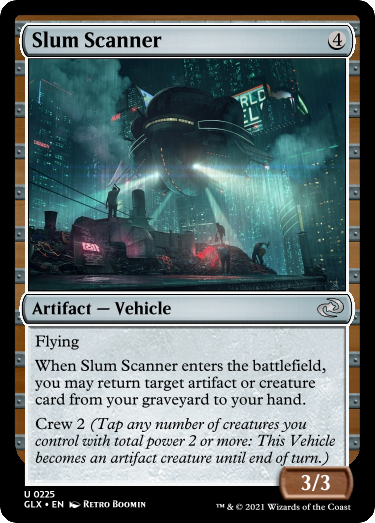 Slum Scanner 4
RLD
EL
Artifact — Vehicle
Flying
When Slum Scanner enters the battlefield,
you may return target artifact or creature
card from your graveyard to your hand.
Crew 2 (Tap any number of creatures you
control with total power 2 or more: This Vehicle
becomes an artifact creature until end of turn.)
3/3
U 0225
GLX • EN Retro Boomin
™ & © 2021 Wizards of the Coast